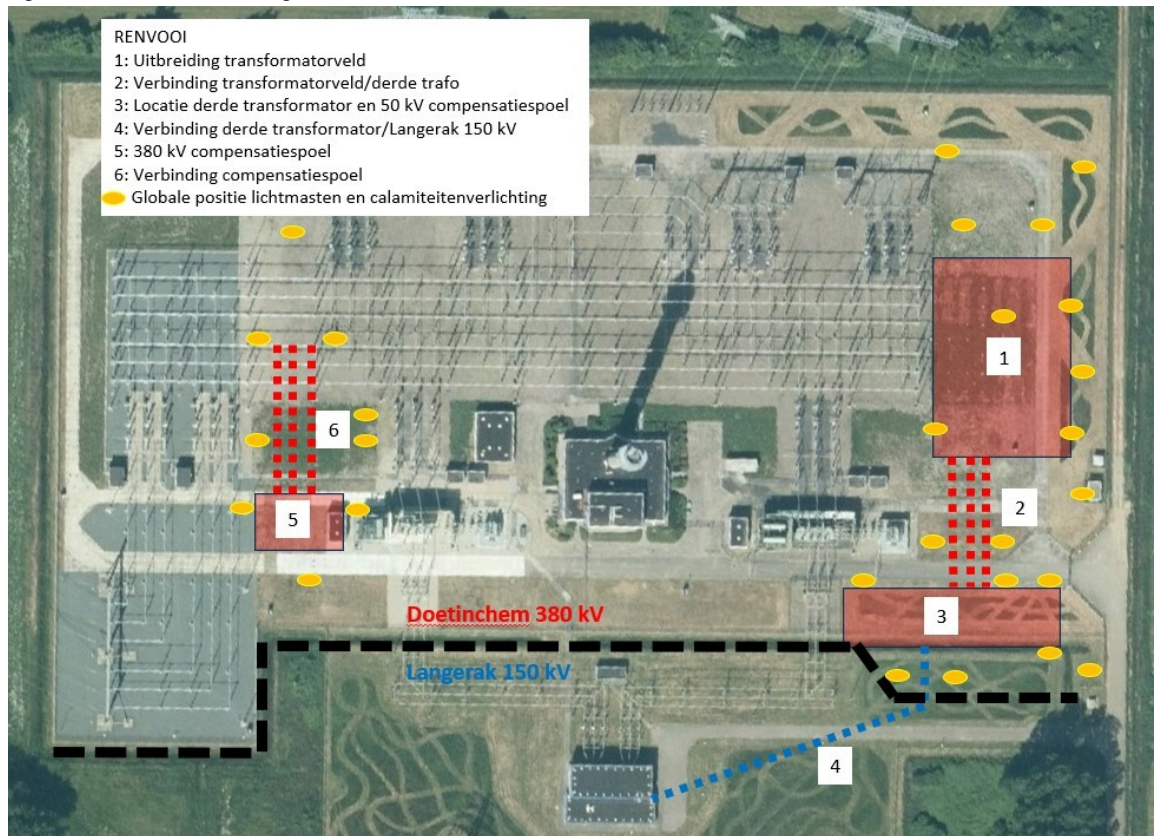 RENVOOI
1: Uitbreiding transformatorveld
2: Verbinding transformatorveld/derde trafo
3: Locatie derde transformator en 50 kV compensatiespoel
4: Verbinding derde transformator/Langerak 150 kV
5: 380 kV compensatiespoel
6: Verbinding compensatiespoel
Globale positie lichtmasten en calamiteitenverlichting
1
6
2
5
3
Doetinchem 380 kV
Langerak 150 kV
4